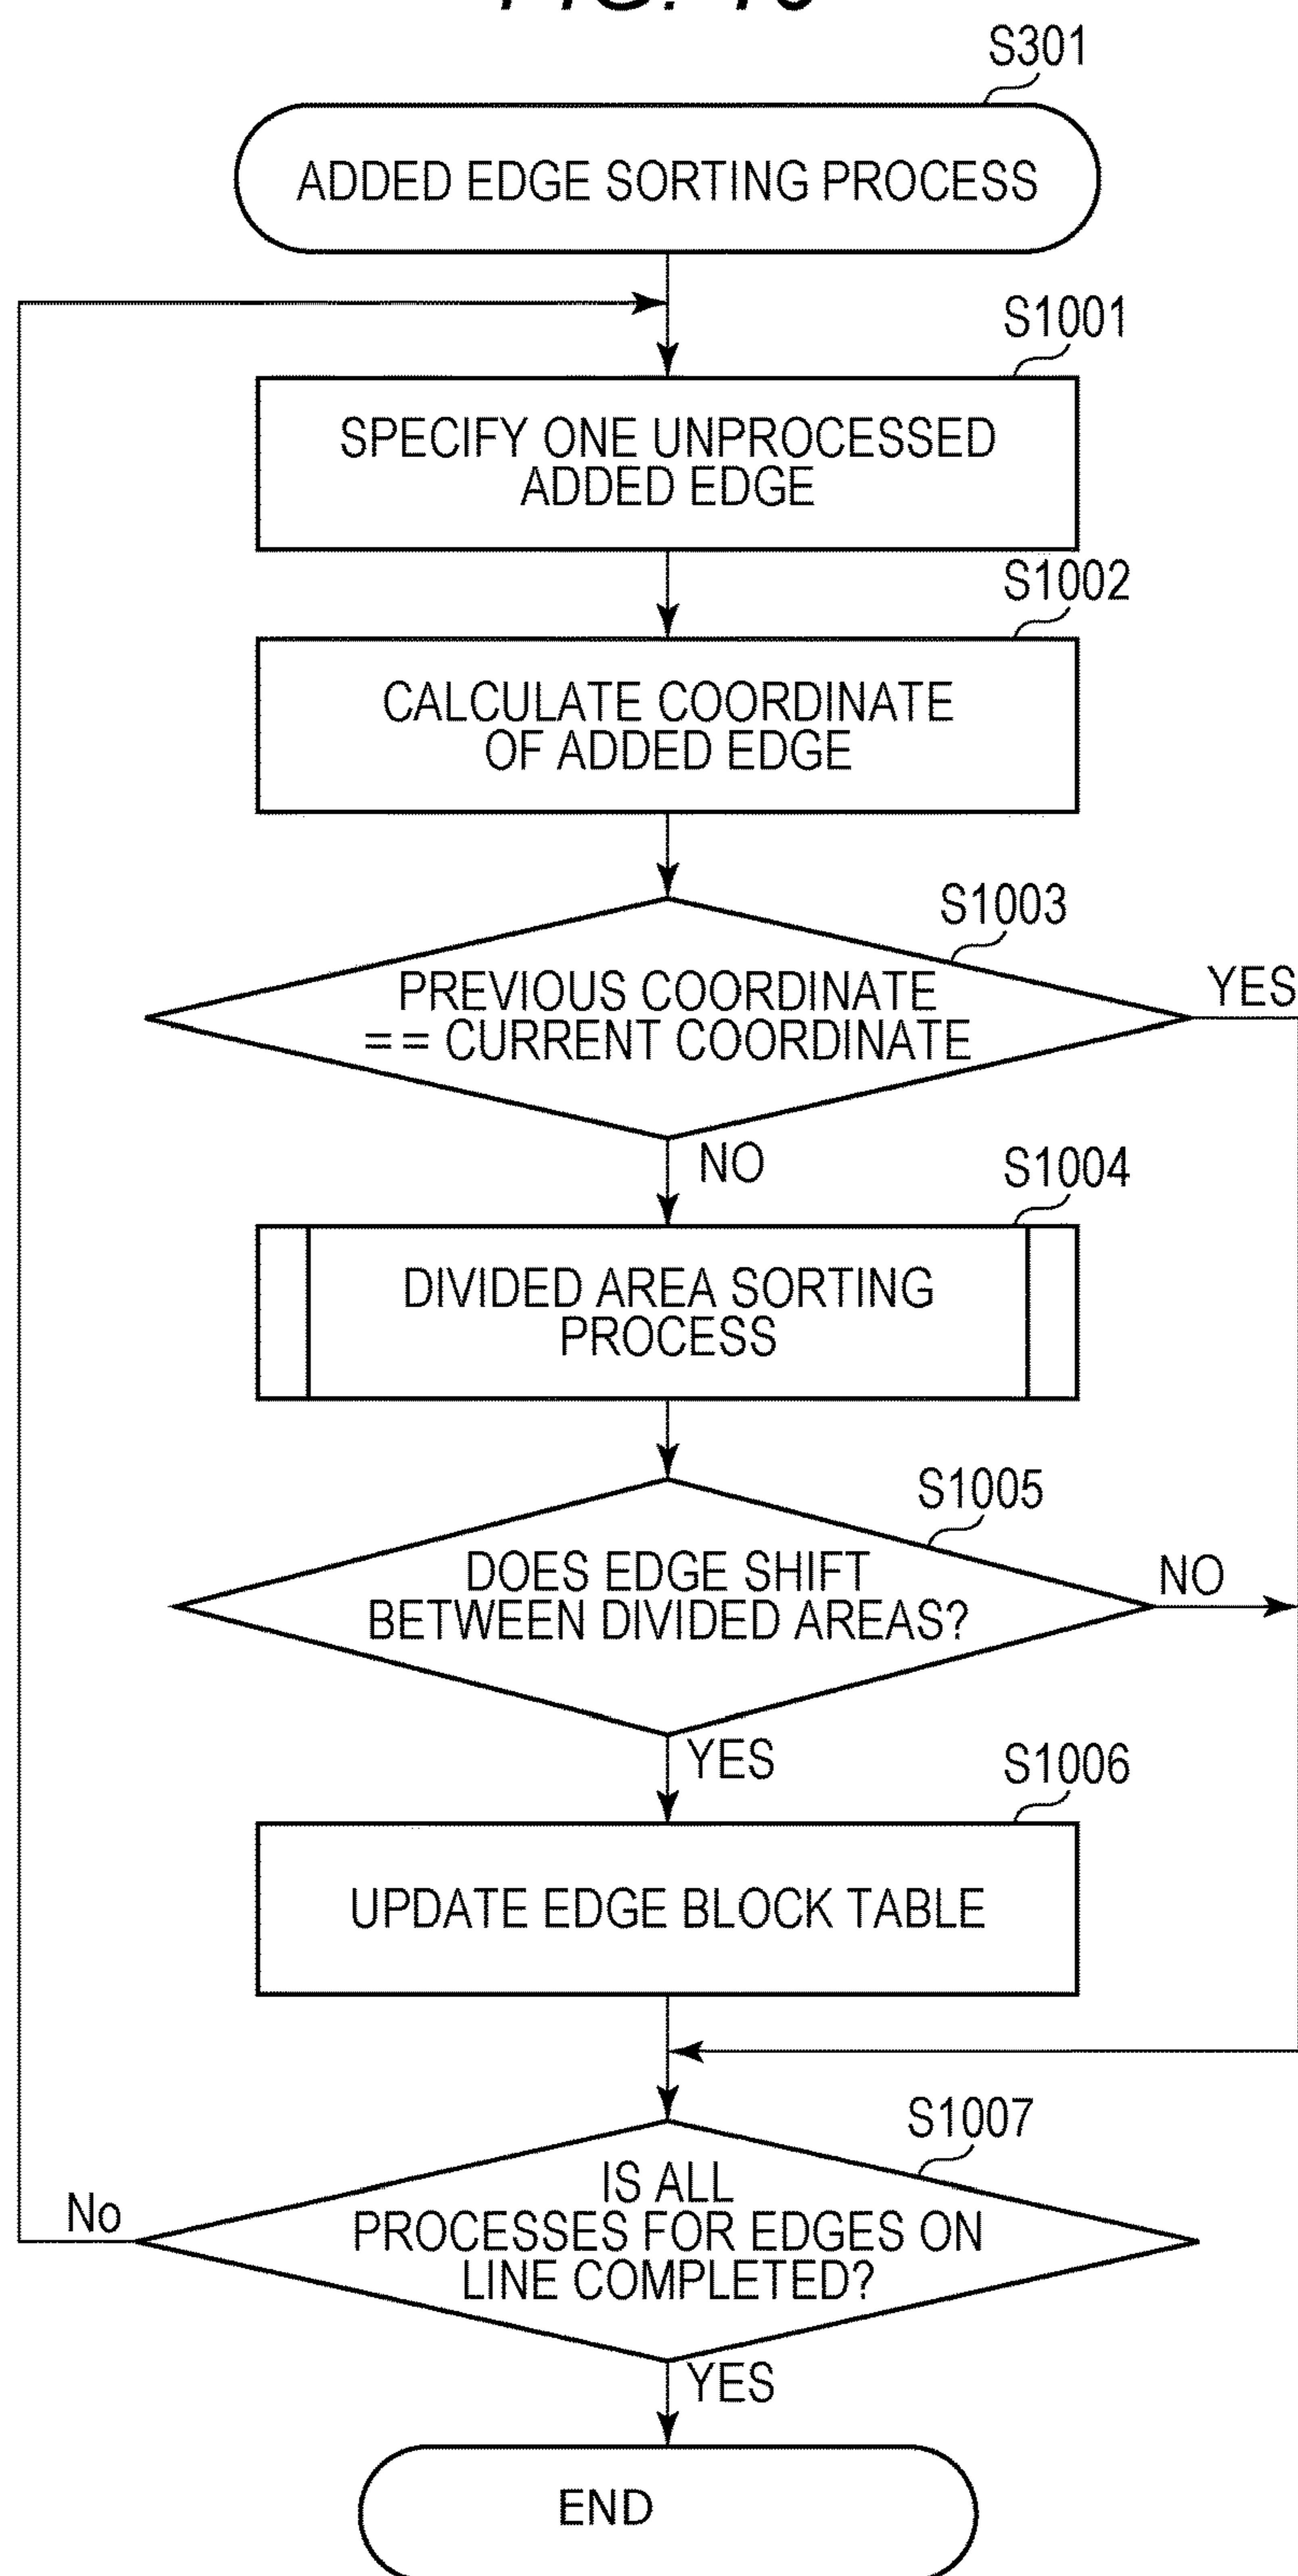 S301
ADDED EDGE SORTING PROCESS
S1001
SPECIFY ONE UNPROCESSED
ADDED EDGE
S1002
CALCULATE COORDINATE
OF ADDED EDGE
S1003
PREVIOUS COORDINATE
== CURRENT COORDINATE
YES
NO
S1004
DIVIDED AREA SORTING
PROCESS
S1005
DOES EDGE SHIFT
BETWEEN DIVIDED AREAS?
NO
YES
S1006
UPDATE EDGE BLOCK TABLE
S1007
IS ALL
PROCESSES FOR EDGES ON
LINE COMPLETED?
No
YES
END